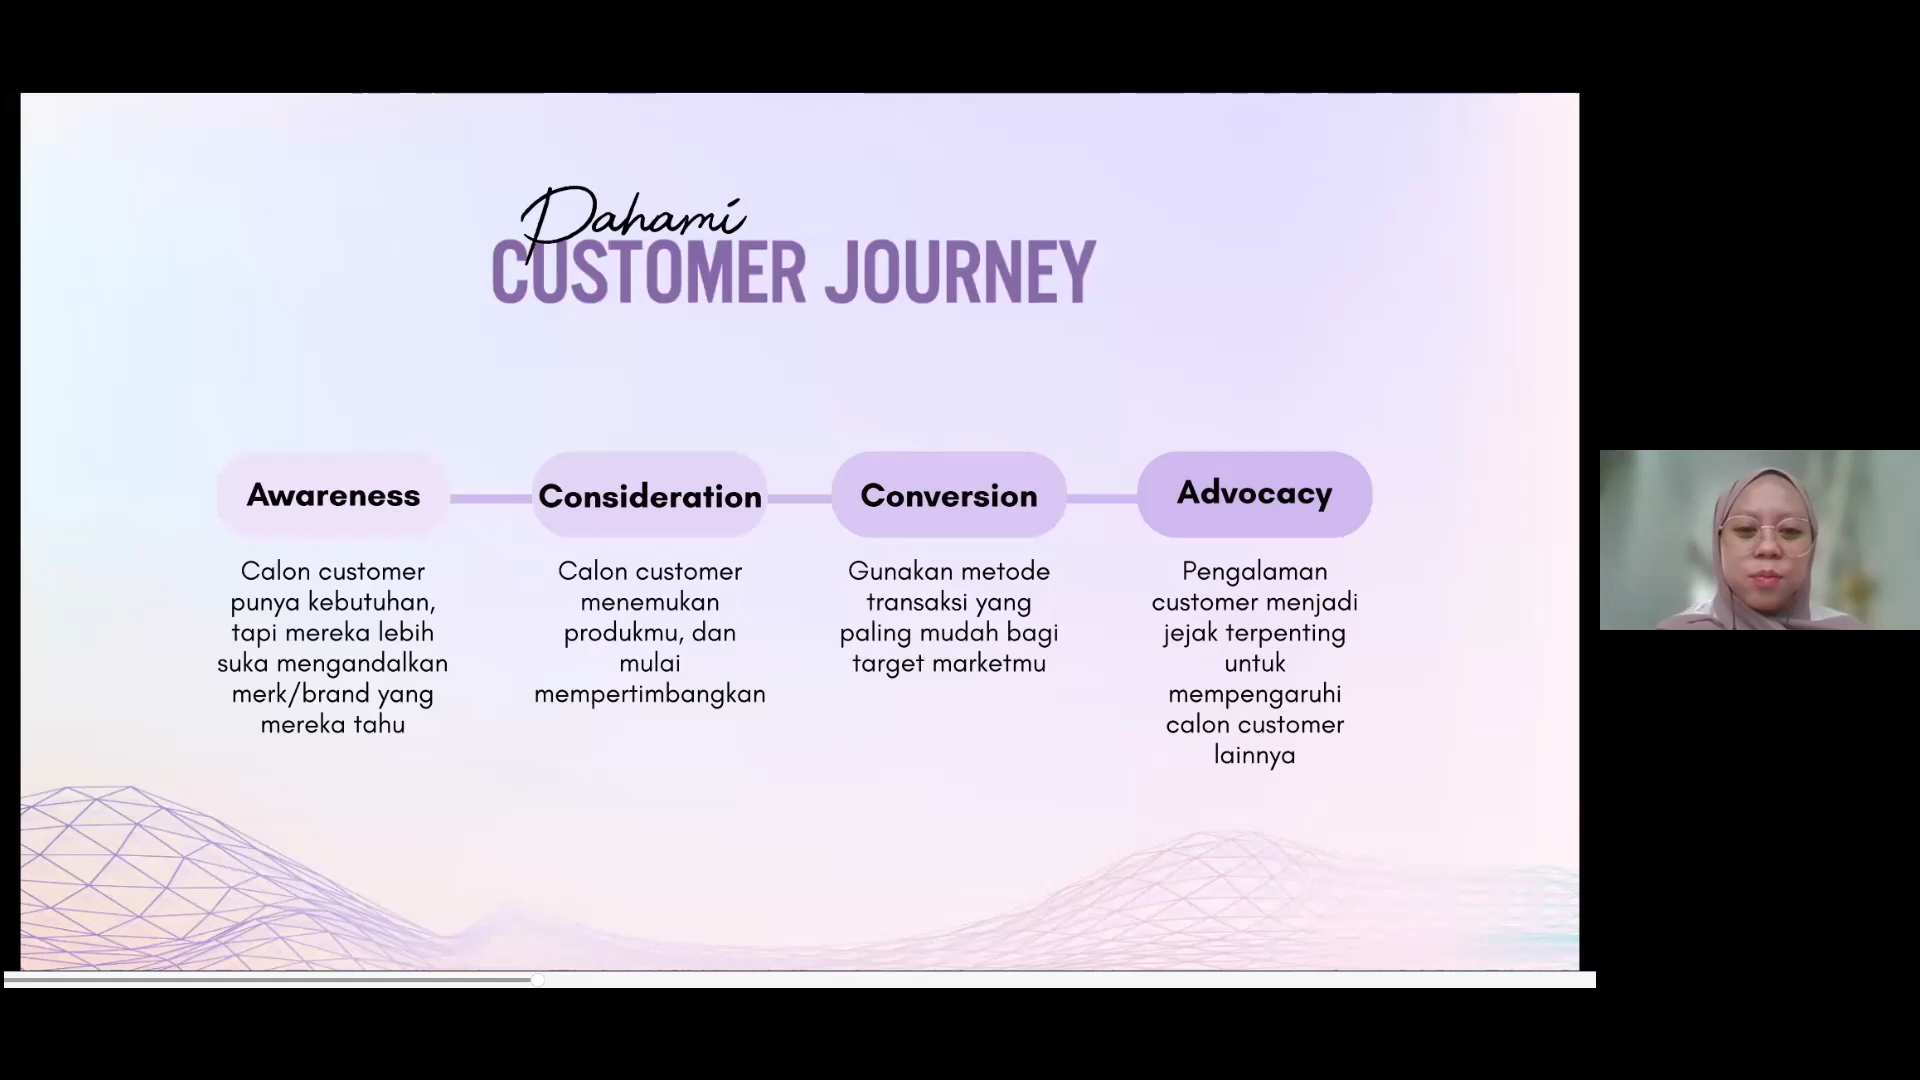 Pahami
CUSTOMER JOURNEY
Awareness
Calon customer
punya kebutuhan,
tapi mereka lebih
suka mengandalkan
merk/brand yang
mereka tahu
Consideration
Calon customer
menemukan
produkmu, dan
mulai
mempertimbangkan
Conversion
Gunakan metode
transaksi yang
paling mudah bagi
target marketmu
Advocacy
Pengalaman
customer menjadi
jejak terpenting
untuk
mempengaruhi
calon customer
lainnya